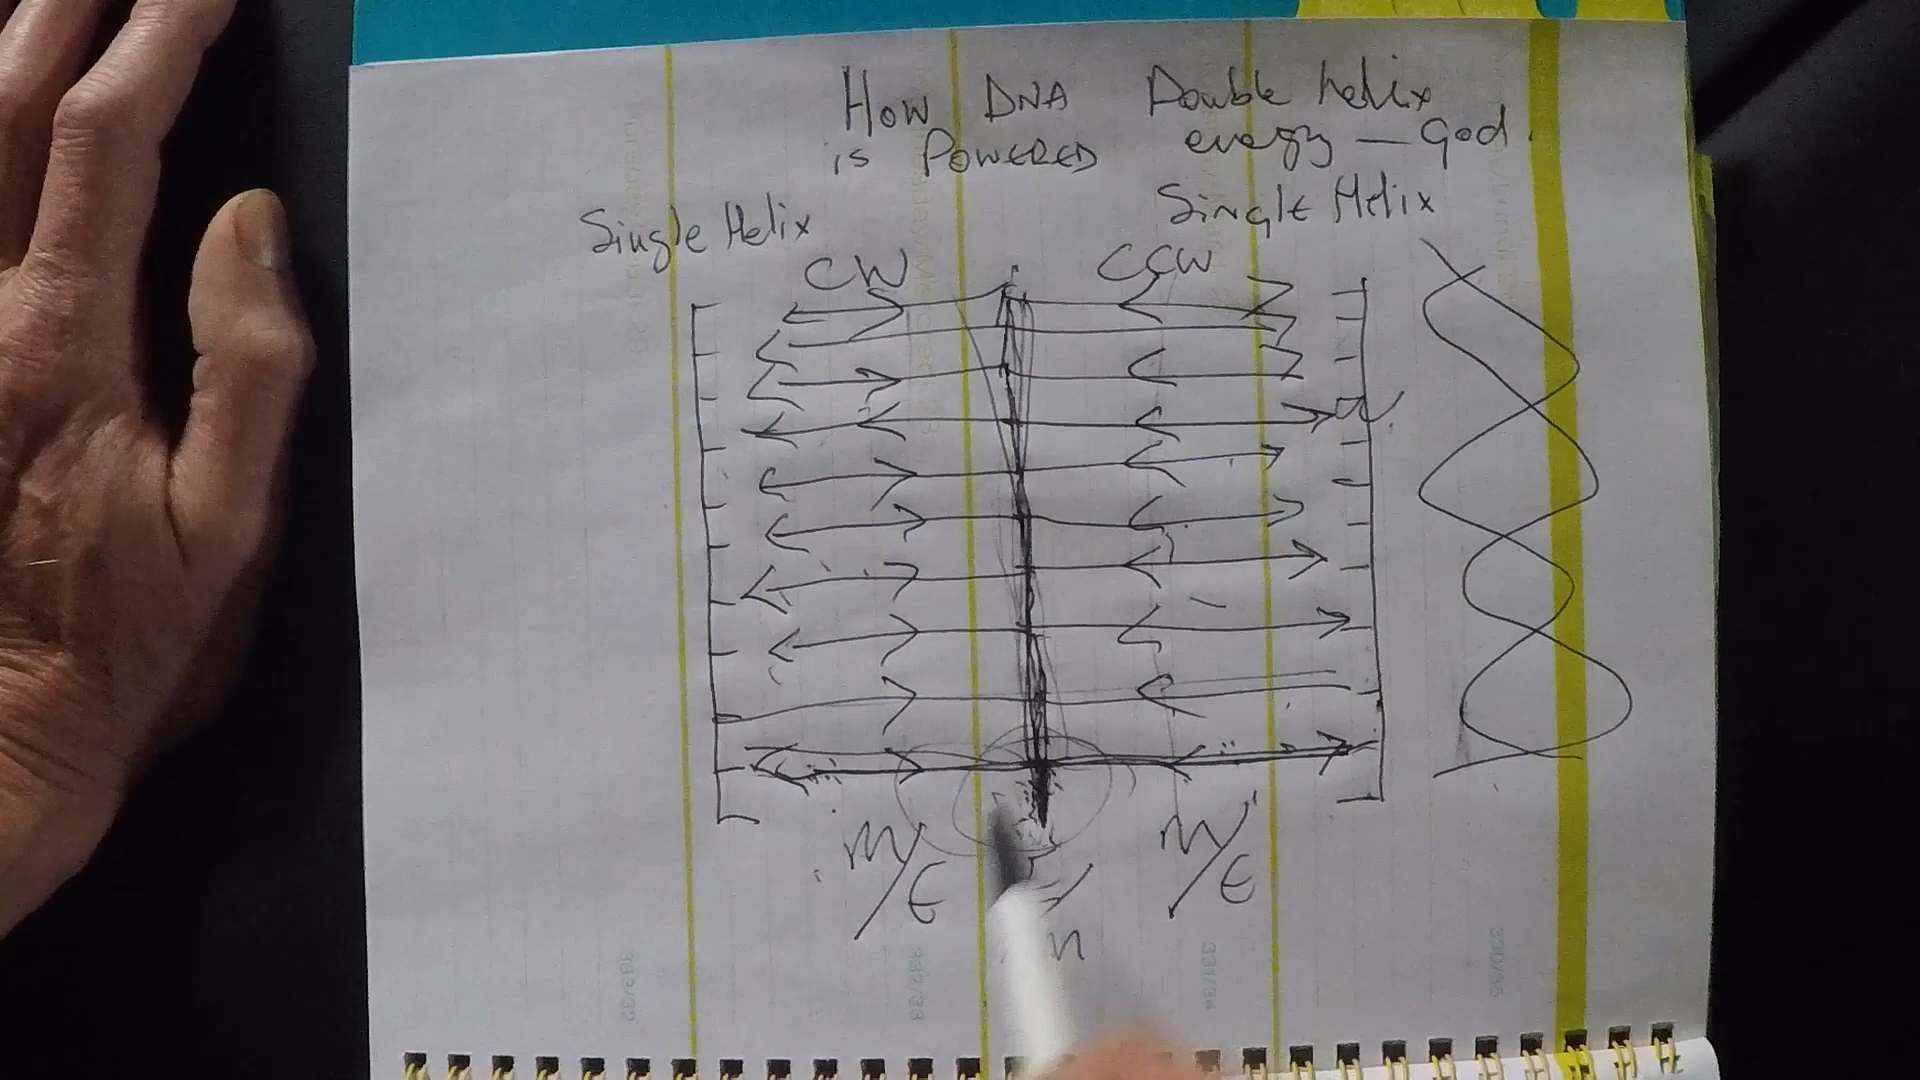 How DNA Double helix
is POWERED energy — God.
Single Helix
Single Helix
CW
CCW
M/E
M/E
n